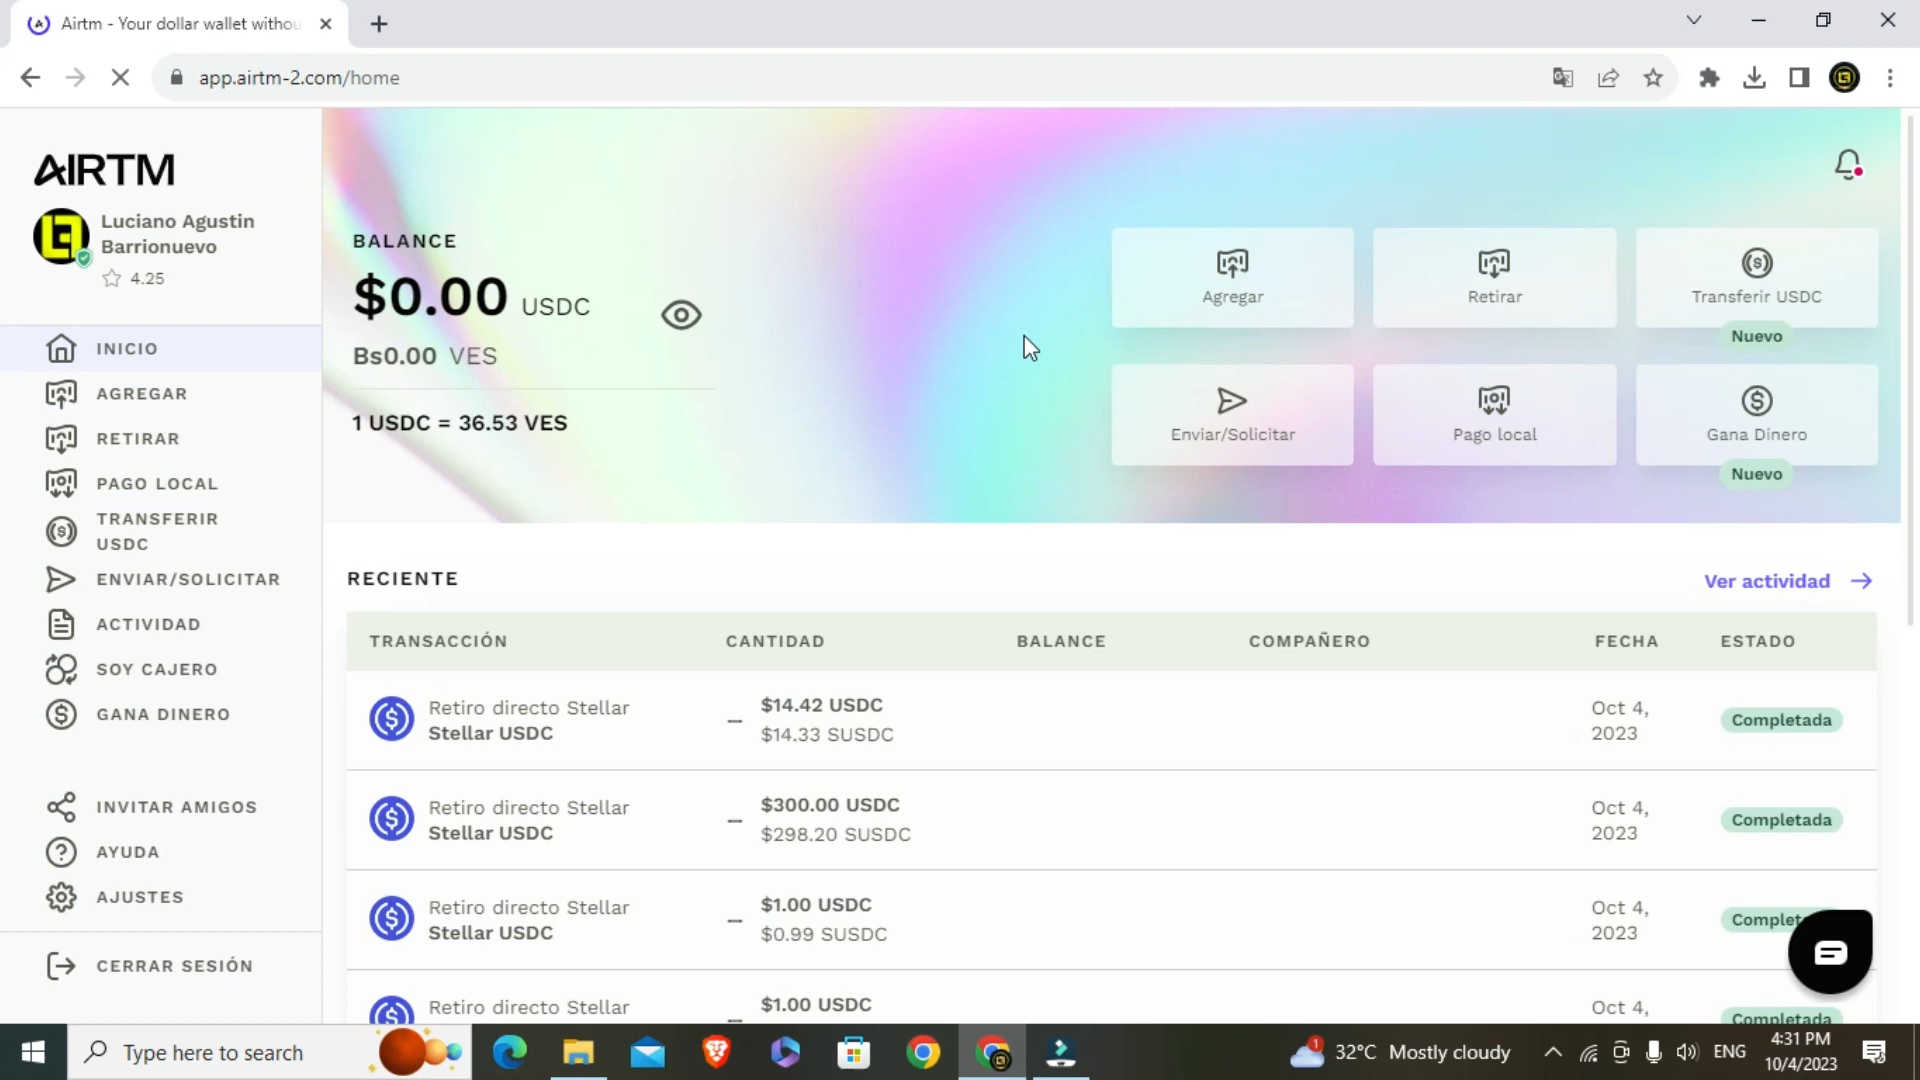 Airtm - Your dollar wallet withou
app.airtm-2.com/home
AIRTM
Luciano Agustin
Barrionuevo
4.25
INICIO
AGREGAR
RETIRAR
PAGO LOCAL
TRANSFERIR
USDC
ENVIAR/SOLICITAR
ACTIVIDAD
SOY CAJERO
GANA DINERO
INVITAR AMIGOS
AYUDA
AJUSTES
CERRAR SESIÓN
BALANCE
$0.00 USDC
Bs0.00 VES
1 USDC = 36.53 VES
Agregar
Retirar
Transferir USDC
Nuevo
Enviar/Solicitar
Pago local
Gana Dinero
Nuevo
RECIENTE
Ver actividad
TRANSACCIÓN CANTIDAD BALANCE COMPAÑERO FECHA ESTADO
Retiro directo Stellar
Stellar USDC
$14.42 USDC
$14.33 SUSDC
Oct 4,
2023
Completada
Retiro directo Stellar
Stellar USDC
$300.00 USDC
$298.20 SUSDC
Oct 4,
2023
Completada
Retiro directo Stellar
Stellar USDC
$1.00 USDC
$0.99 SUSDC
Oct 4,
2023
Complet
Retiro directo Stellar
$1.00 USDC
Oct 4,
Completada
Type here to search
1
32°C Mostly cloudy
ENG
4:31 PM
10/4/2023